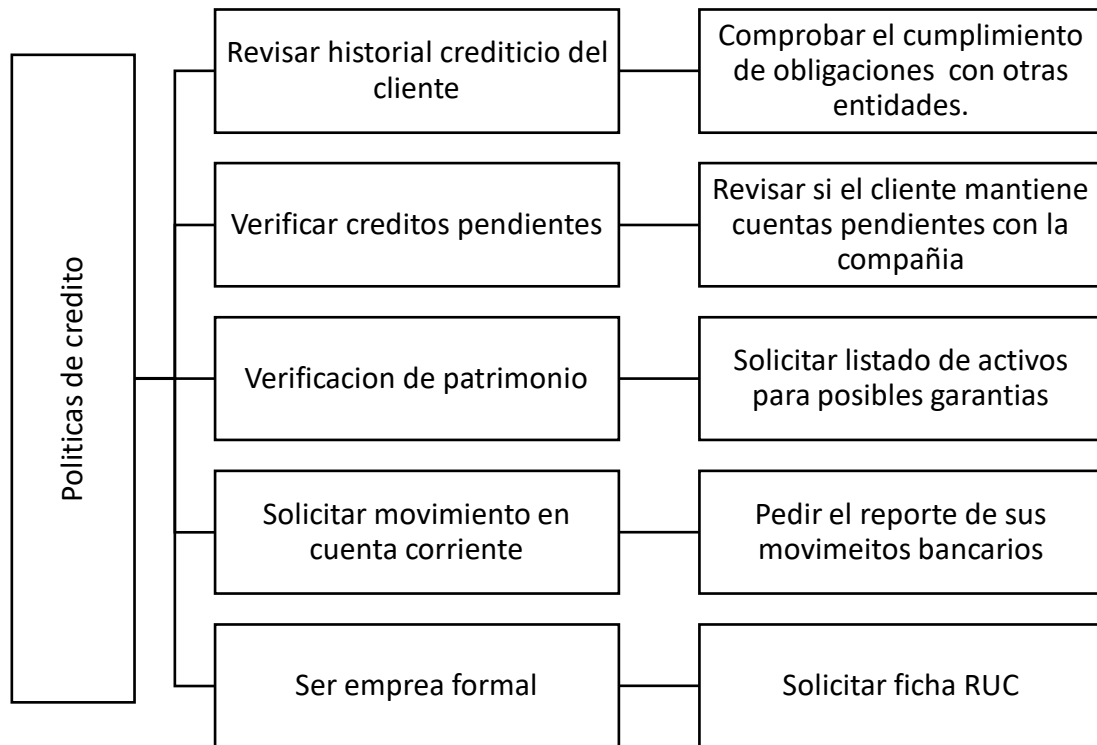 Politicas de credito
Revisar historial crediticio del
cliente
Comprobar el cumplimiento
de obligaciones  con otras
entidades.
Verificar creditos pendientes
Revisar si el cliente mantiene
cuentas pendientes con la
compañia
Verificacion de patrimonio
Solicitar listado de activos
para posibles garantias
Solicitar movimiento en
cuenta corriente
Pedir el reporte de sus
movimeitos bancarios
Ser emprea formal
Solicitar ficha RUC